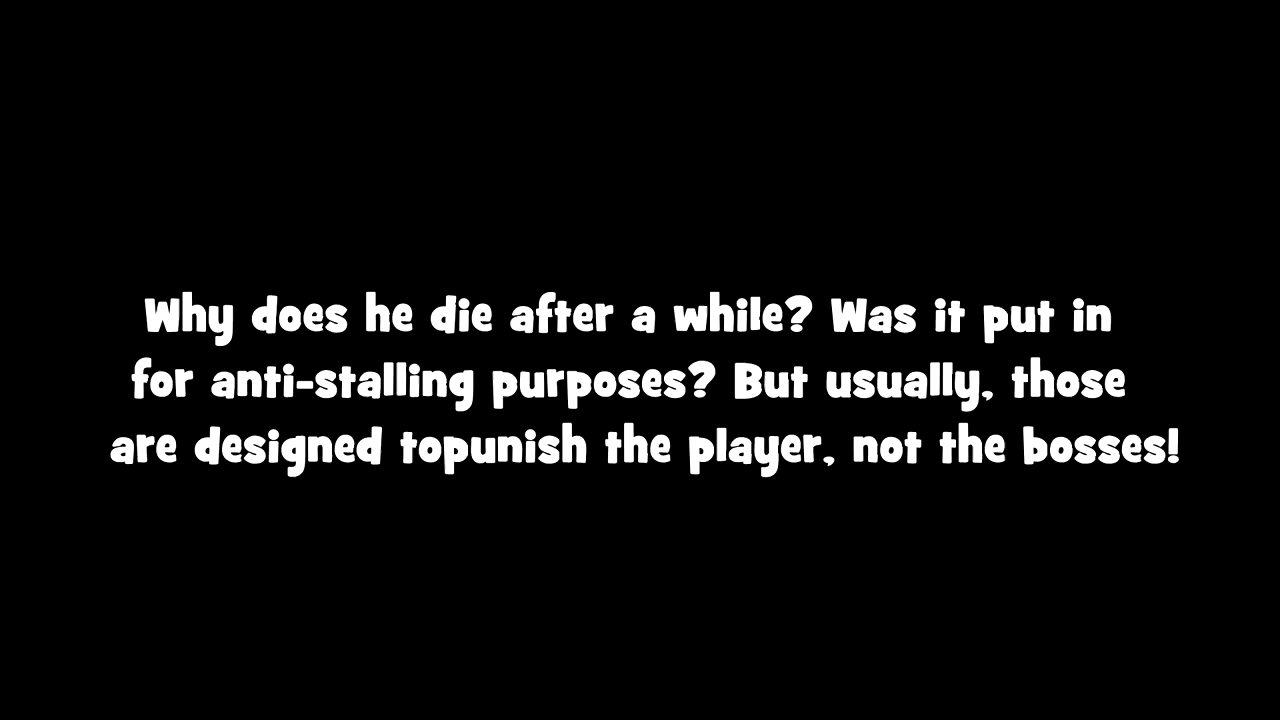 Why does he die after a while? Was it put in
for anti-stalling purposes? But usually, those
are designed topunish the player, not the bosses!